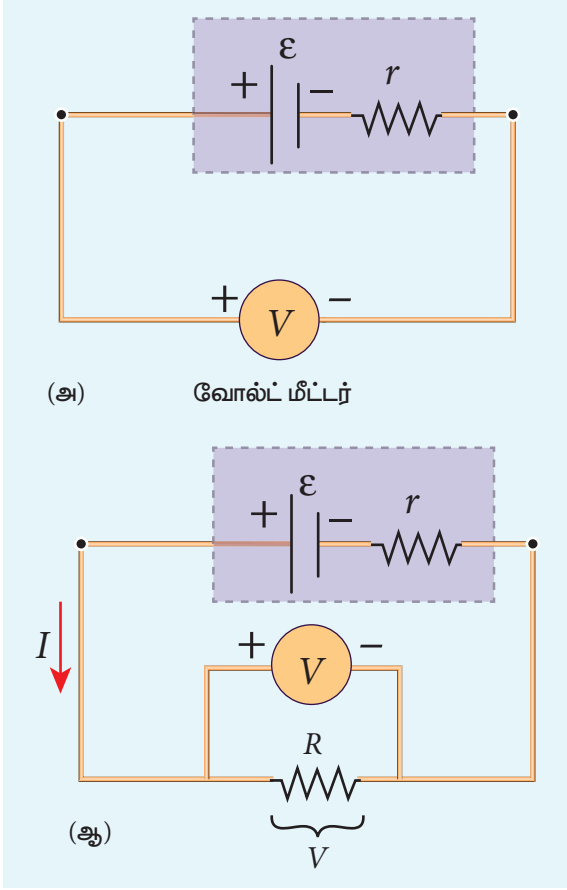 ε
+ − r
+ V −
(அ) வோல்ட் மீட்டர்
ε
+ − r
I + V −
R
(ஆ)
V